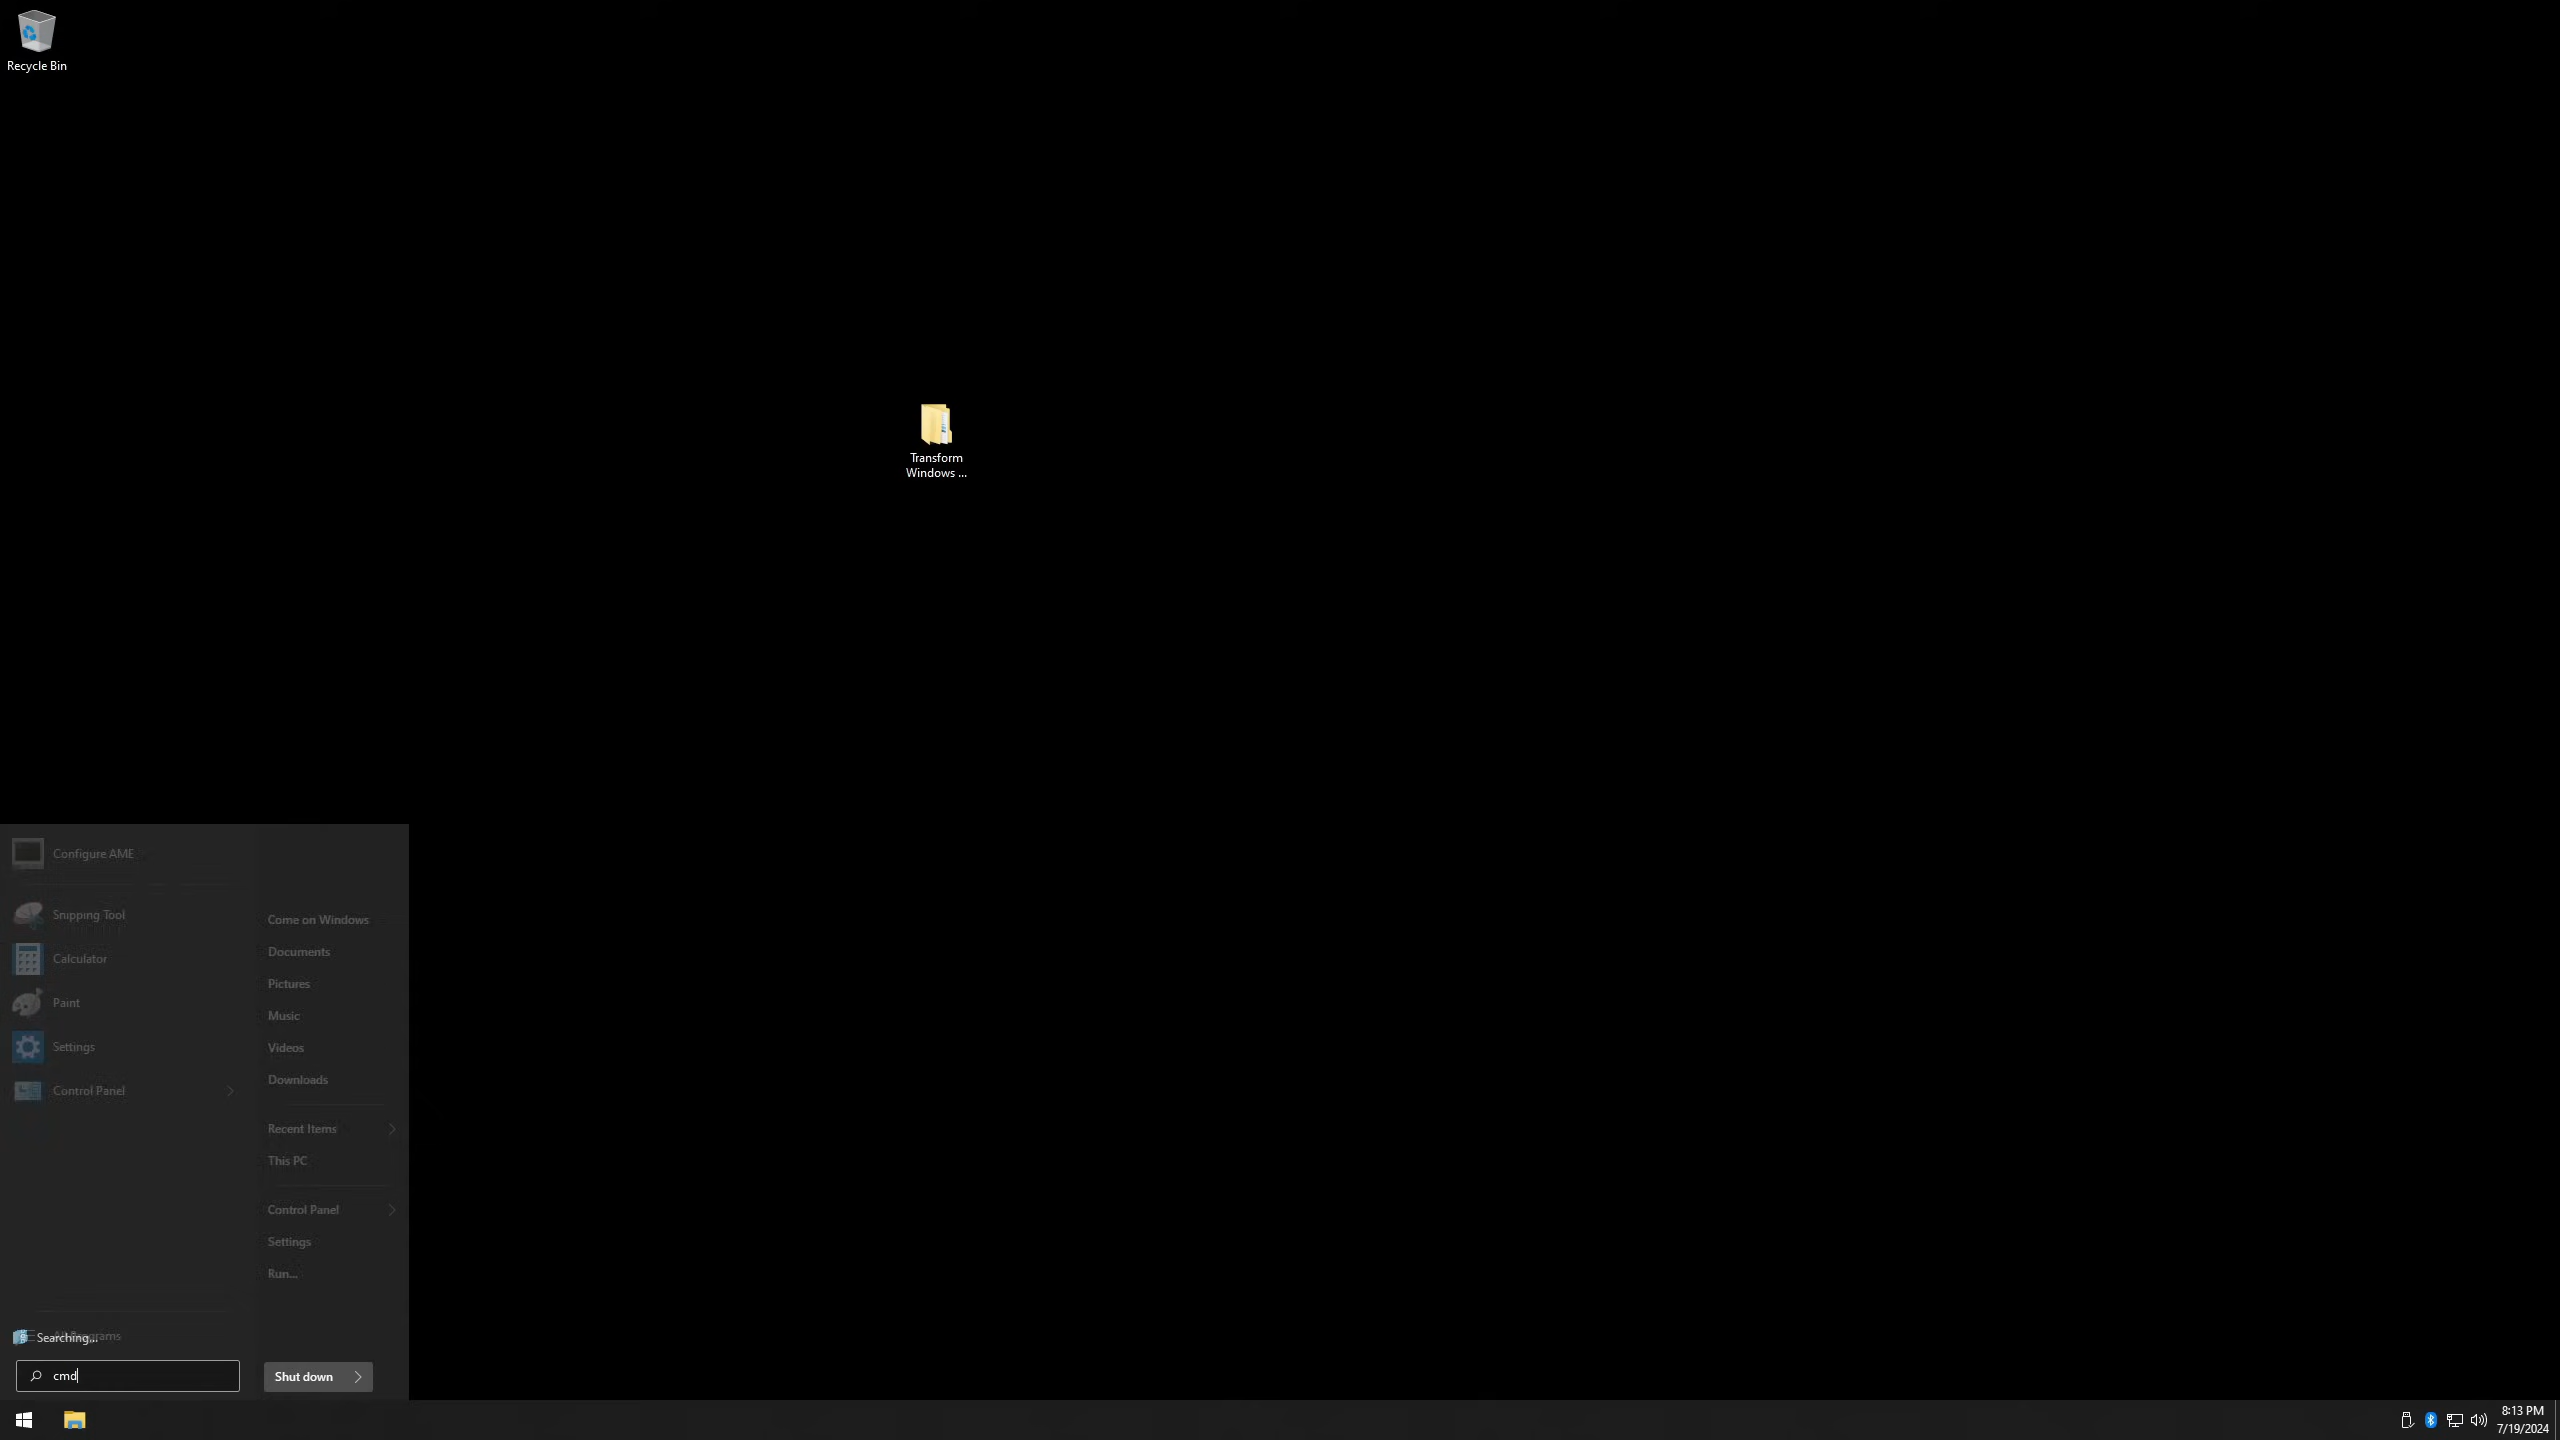 Recycle Bin
Transform
Windows ...
Configure AME
Snipping Tool
Calculator
Paint
Settings
Control Panel
Come on Windows
Documents
Pictures
Music
Videos
Downloads
Recent Items
This PC
Control Panel
Settings
Run...
All Programs
Searching...
cmd
Shut down
8:13 PM
7/19/2024